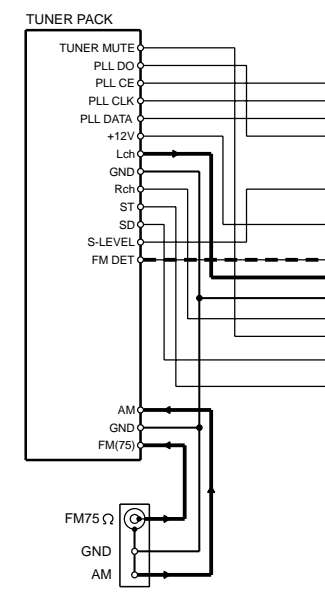 TUNER PACK
TUNER MUTE
PLL DO
PLL CE
PLL CLK
PLL DATA
+12V
Lch
GND
Rch
ST
SD
S-LEVEL
FM DET
AM
GND
FM(75)
FM75 Ω
GND
AM